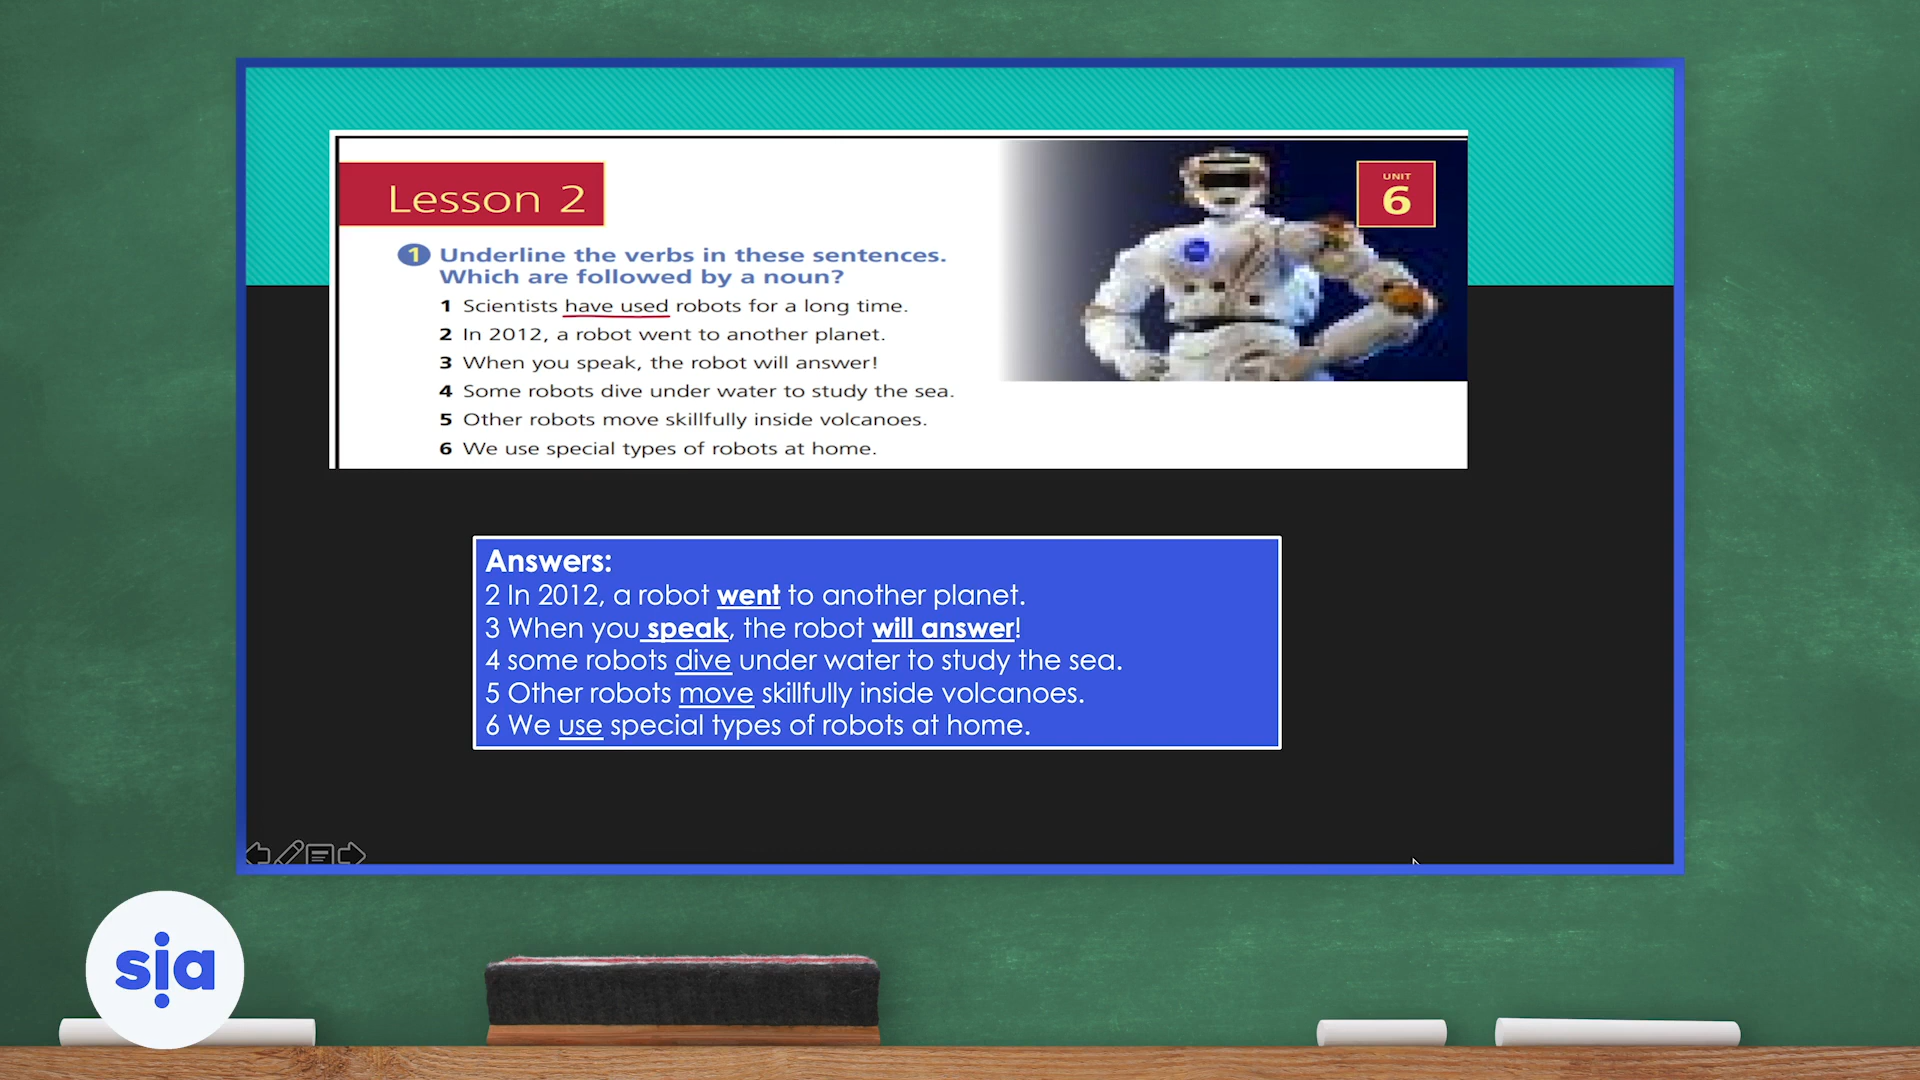 Lesson 2
UNIT
6
1 Underline the verbs in these sentences.
Which are followed by a noun?
1 Scientists have used robots for a long time.
2 In 2012, a robot went to another planet.
3 When you speak, the robot will answer!
4 Some robots dive under water to study the sea.
5 Other robots move skillfully inside volcanoes.
6 We use special types of robots at home.
Answers:
2 In 2012, a robot went to another planet.
3 When you speak, the robot will answer!
4 some robots dive under water to study the sea.
5 Other robots move skillfully inside volcanoes.
6 We use special types of robots at home.
sia